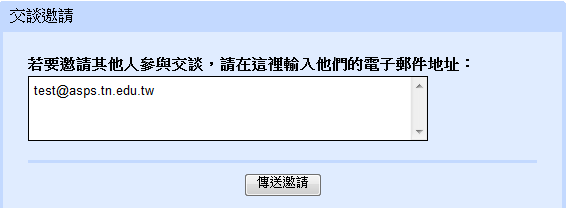 交談邀請
若要邀請其他人參與交談，請在這裡輸入他們的電子郵件地址：
test@asps.tn.edu.tw
傳送邀請